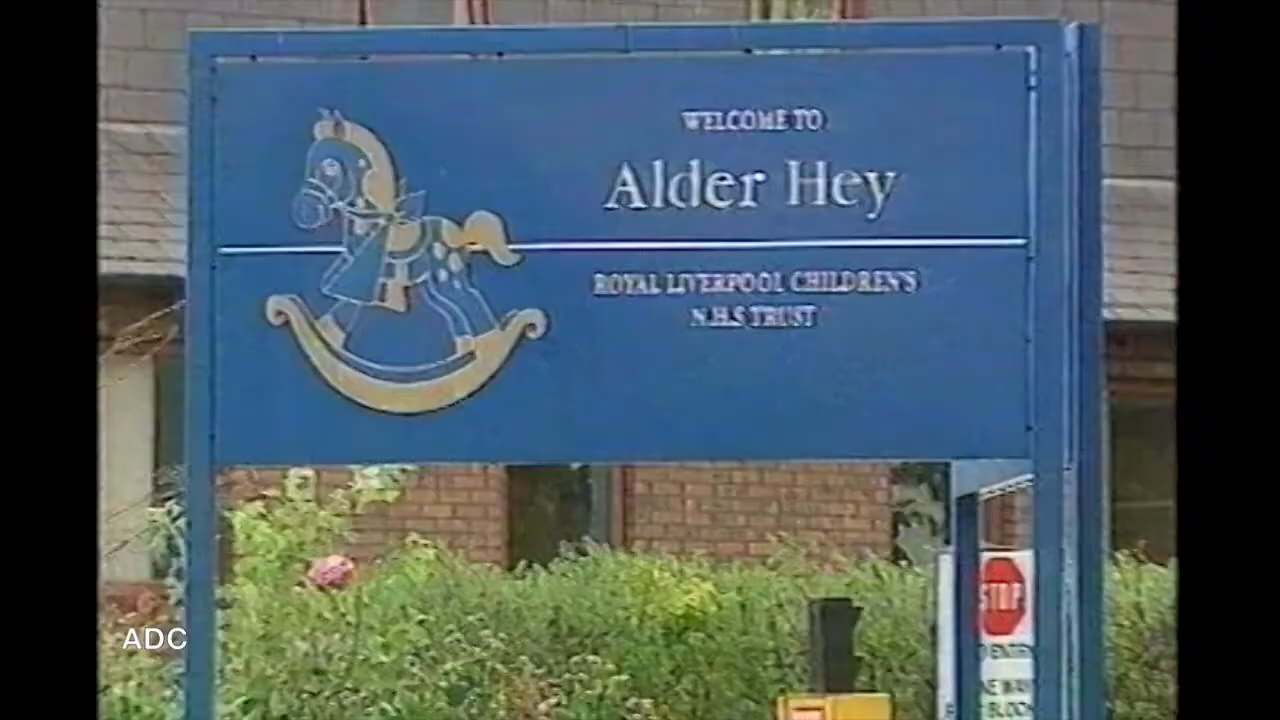 WELCOME TO
Alder Hey
ROYAL LIVERPOOL CHILDREN'S
N.H.S TRUST
STOP
ADC